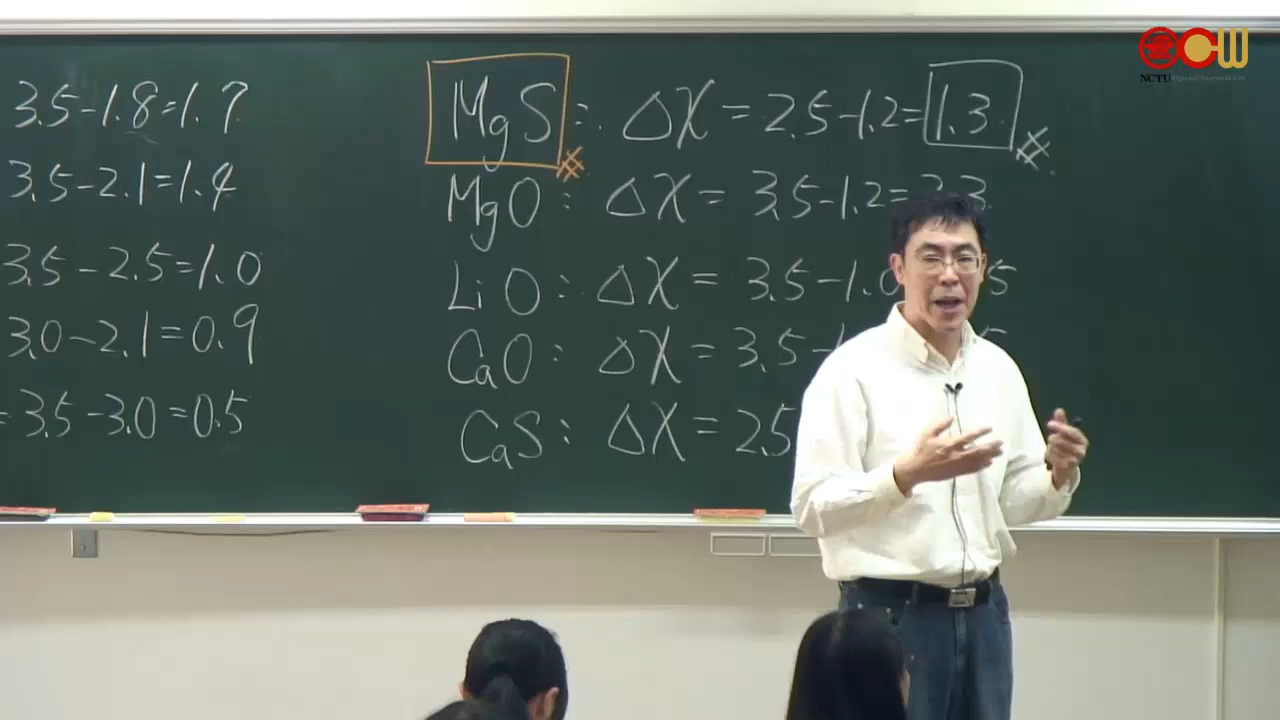 3.5-1.8=1.7
3.5-2.1=1.4
3.5-2.5=1.0
3.0-2.1=0.9
=3.5-3.0=0.5
MgS: ΔX=2.5-1.2=1.3
MgO: ΔX=3.5-1.2=2.3
LiO: ΔX=3.5-1.0
CaO: ΔX=3.5-
CaS: ΔX=2.5
OCW
NCTU OpenCourseWare